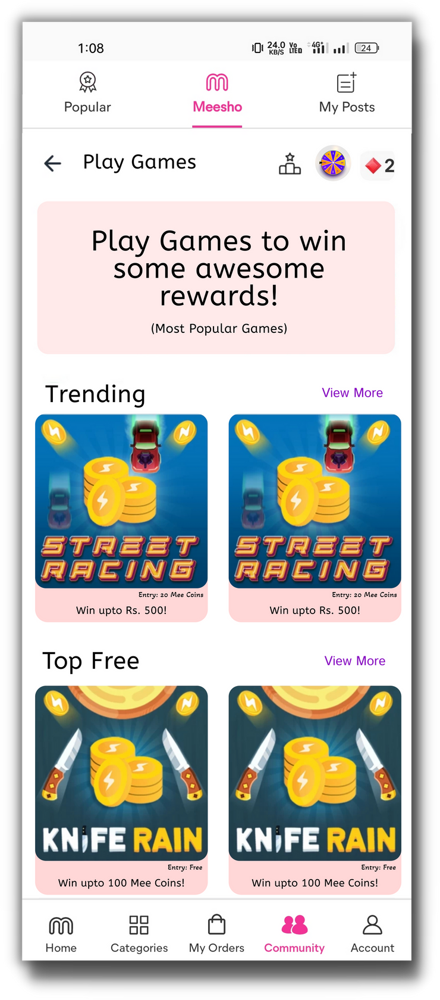 1:08
24.0
KB/S
Vo
LTE
4G+
24
Popular
Meesho
My Posts
Play Games
2
Play Games to win
some awesome
rewards!
(Most Popular Games)
Trending
View More
STREET
RACING
STREET
RACING
Entry: 20 Mee Coins
Entry: 20 Mee Coins
Win upto Rs. 500!
Win upto Rs. 500!
Top Free
View More
KNIFE RAIN
KNIFE RAIN
Entry: Free
Entry: Free
Win upto 100 Mee Coins!
Win upto 100 Mee Coins!
Home
Categories
My Orders
Community
Account